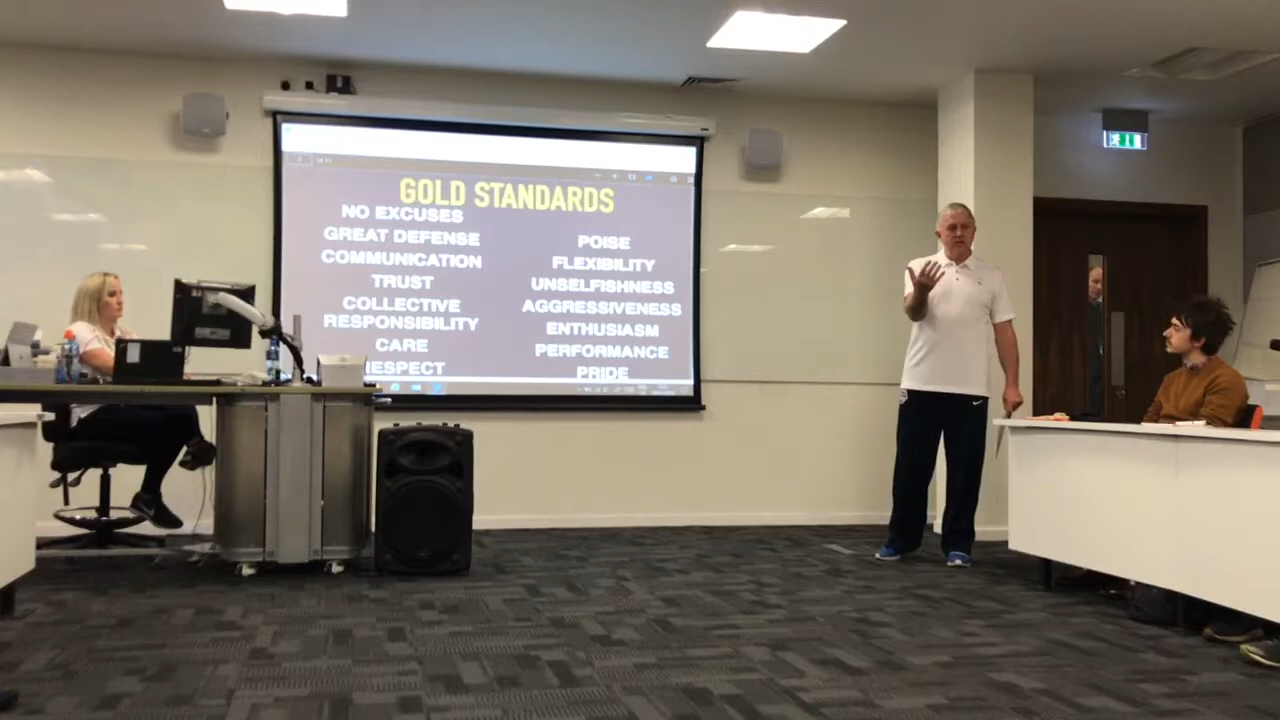 GOLD STANDARDS
NO EXCUSES
GREAT DEFENSE
COMMUNICATION
TRUST
COLLECTIVE
RESPONSIBILITY
CARE
RESPECT
POISE
FLEXIBILITY
UNSELFISHNESS
AGGRESSIVENESS
ENTHUSIASM
PERFORMANCE
PRIDE